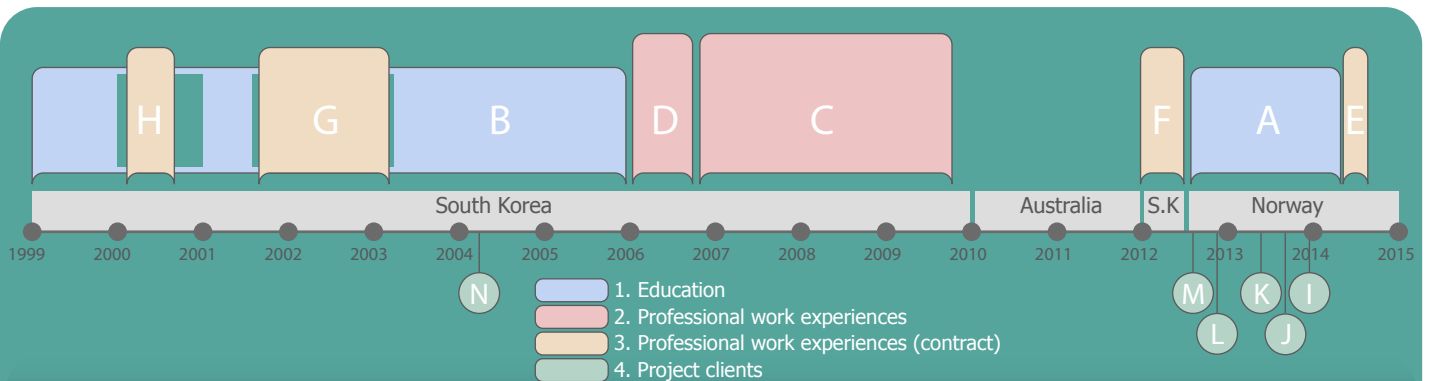 H G B D C F A E
South Korea Australia S.K Norway
1999 2000 2001 2002 2003 2004 2005 2006 2007 2008 2009 2010 2011 2012 2013 2014 2015
N M K I
L J
1. Education
2. Professional work experiences
3. Professional work experiences (contract)
4. Project clients